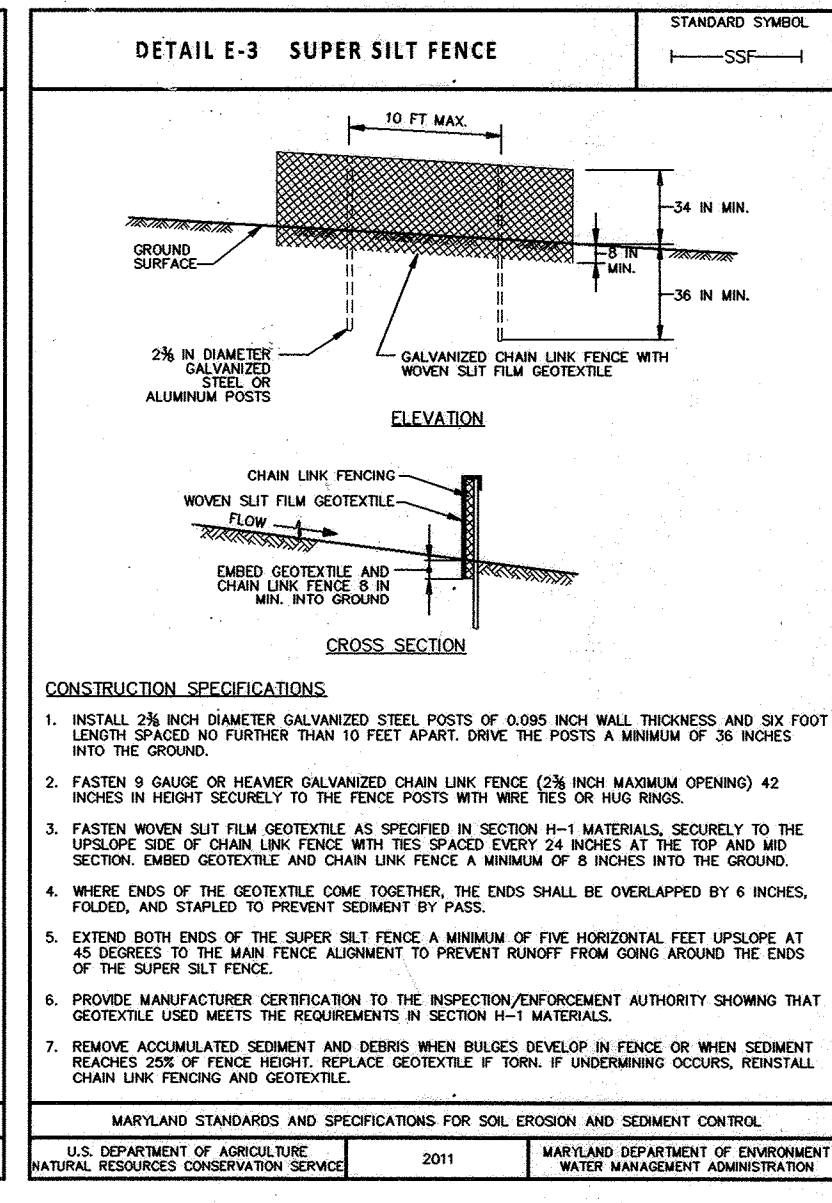 DETAIL E-3 SUPER SILT FENCE
STANDARD SYMBOL
SSF
10 FT MAX.
34 IN MIN.
GROUND
SURFACE
8 IN
MIN.
36 IN MIN.
2⅜ IN DIAMETER
GALVANIZED
STEEL OR
ALUMINUM POSTS
GALVANIZED CHAIN LINK FENCE WITH
WOVEN SLIT FILM GEOTEXTILE
ELEVATION
CHAIN LINK FENCING
WOVEN SLIT FILM GEOTEXTILE
FLOW
EMBED GEOTEXTILE AND
CHAIN LINK FENCE 8 IN
MIN. INTO GROUND
CROSS SECTION
CONSTRUCTION SPECIFICATIONS
1. INSTALL 2⅜ INCH DIAMETER GALVANIZED STEEL POSTS OF 0.095 INCH WALL THICKNESS AND SIX FOOT
LENGTH SPACED NO FURTHER THAN 10 FEET APART. DRIVE THE POSTS A MINIMUM OF 36 INCHES
INTO THE GROUND.
2. FASTEN 9 GAUGE OR HEAVIER GALVANIZED CHAIN LINK FENCE (2⅜ INCH MAXIMUM OPENING) 42
INCHES IN HEIGHT SECURELY TO THE FENCE POSTS WITH WIRE TIES OR HUG RINGS.
3. FASTEN WOVEN SLIT FILM GEOTEXTILE AS SPECIFIED IN SECTION H-1 MATERIALS, SECURELY TO THE
UPSLOPE SIDE OF CHAIN LINK FENCE WITH TIES SPACED EVERY 24 INCHES AT THE TOP AND MID
SECTION. EMBED GEOTEXTILE AND CHAIN LINK FENCE A MINIMUM OF 8 INCHES INTO THE GROUND.
4. WHERE ENDS OF THE GEOTEXTILE COME TOGETHER, THE ENDS SHALL BE OVERLAPPED BY 6 INCHES,
FOLDED, AND STAPLED TO PREVENT SEDIMENT BY PASS.
5. EXTEND BOTH ENDS OF THE SUPER SILT FENCE A MINIMUM OF FIVE HORIZONTAL FEET UPSLOPE AT
45 DEGREES TO THE MAIN FENCE ALIGNMENT TO PREVENT RUNOFF FROM GOING AROUND THE ENDS
OF THE SUPER SILT FENCE.
6. PROVIDE MANUFACTURER CERTIFICATION TO THE INSPECTION/ENFORCEMENT AUTHORITY SHOWING THAT
GEOTEXTILE USED MEETS THE REQUIREMENTS IN SECTION H-1 MATERIALS.
7. REMOVE ACCUMULATED SEDIMENT AND DEBRIS WHEN BULGES DEVELOP IN FENCE OR WHEN SEDIMENT
REACHES 25% OF FENCE HEIGHT. REPLACE GEOTEXTILE IF TORN. IF UNDERMINING OCCURS, REINSTALL
CHAIN LINK FENCING AND GEOTEXTILE.
MARYLAND STANDARDS AND SPECIFICATIONS FOR SOIL EROSION AND SEDIMENT CONTROL
U.S. DEPARTMENT OF AGRICULTURE
NATURAL RESOURCES CONSERVATION SERVICE
2011
MARYLAND DEPARTMENT OF ENVIRONMENT
WATER MANAGEMENT ADMINISTRATION